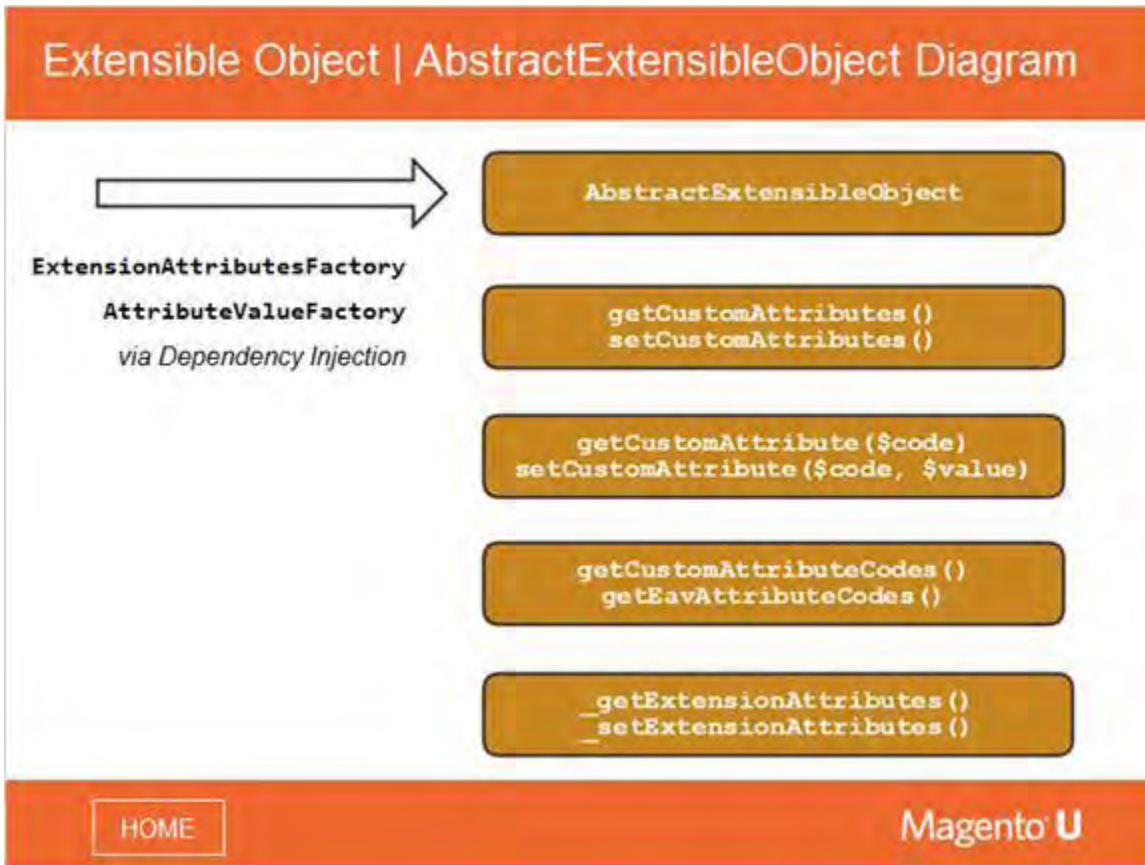 Extensible Object | AbstractExtensibleObject Diagram
AbstractExtensibleObject
ExtensionAttributesFactory
AttributeValueFactory
via Dependency Injection
getCustomAttributes()
setCustomAttributes()
getCustomAttribute($code)
setCustomAttribute($code, $value)
getCustomAttributeCodes()
getEavAttributeCodes()
_getExtensionAttributes()
_setExtensionAttributes()
HOME
Magento U